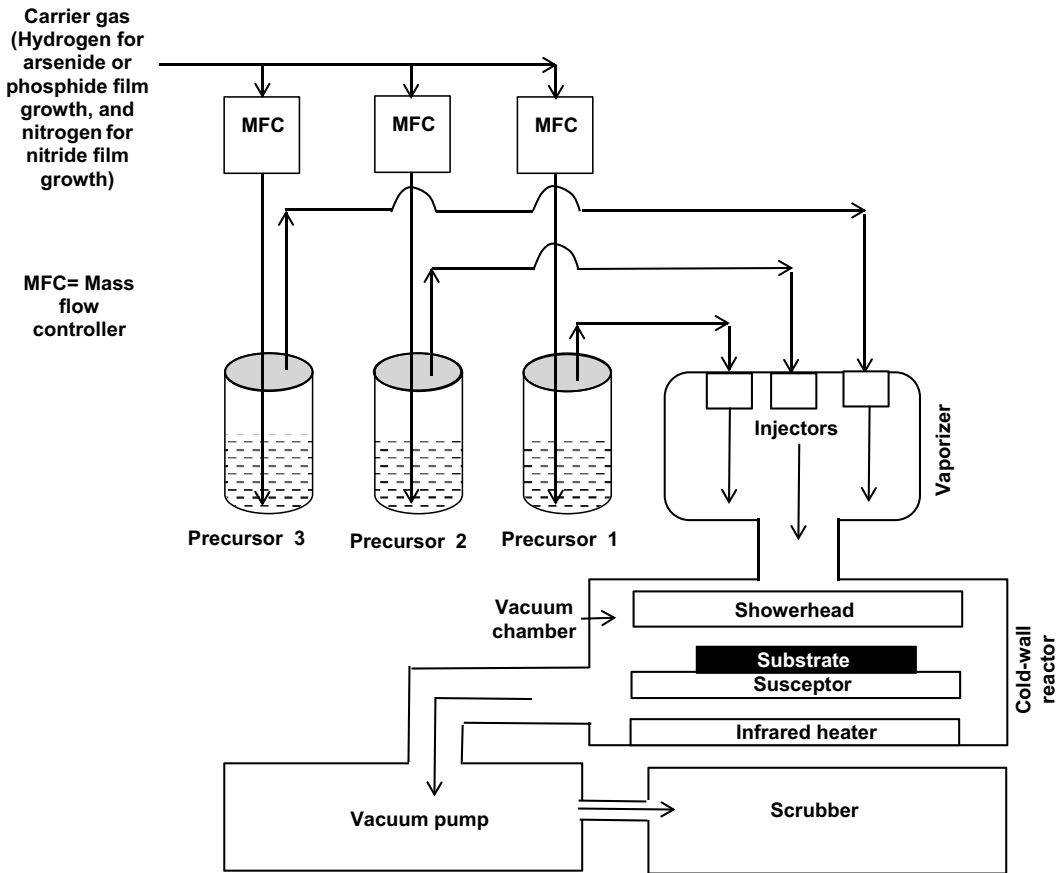 Carrier gas
(Hydrogen for
arsenide or
phosphide film
growth, and
nitrogen for
nitride film
growth)
MFC
MFC
MFC
MFC= Mass
flow
controller
Injectors
Vaporizer
Precursor 3
Precursor 2
Precursor 1
Vacuum
chamber
Showerhead
Substrate
Susceptor
Infrared heater
Cold-wall
reactor
Vacuum pump
Scrubber